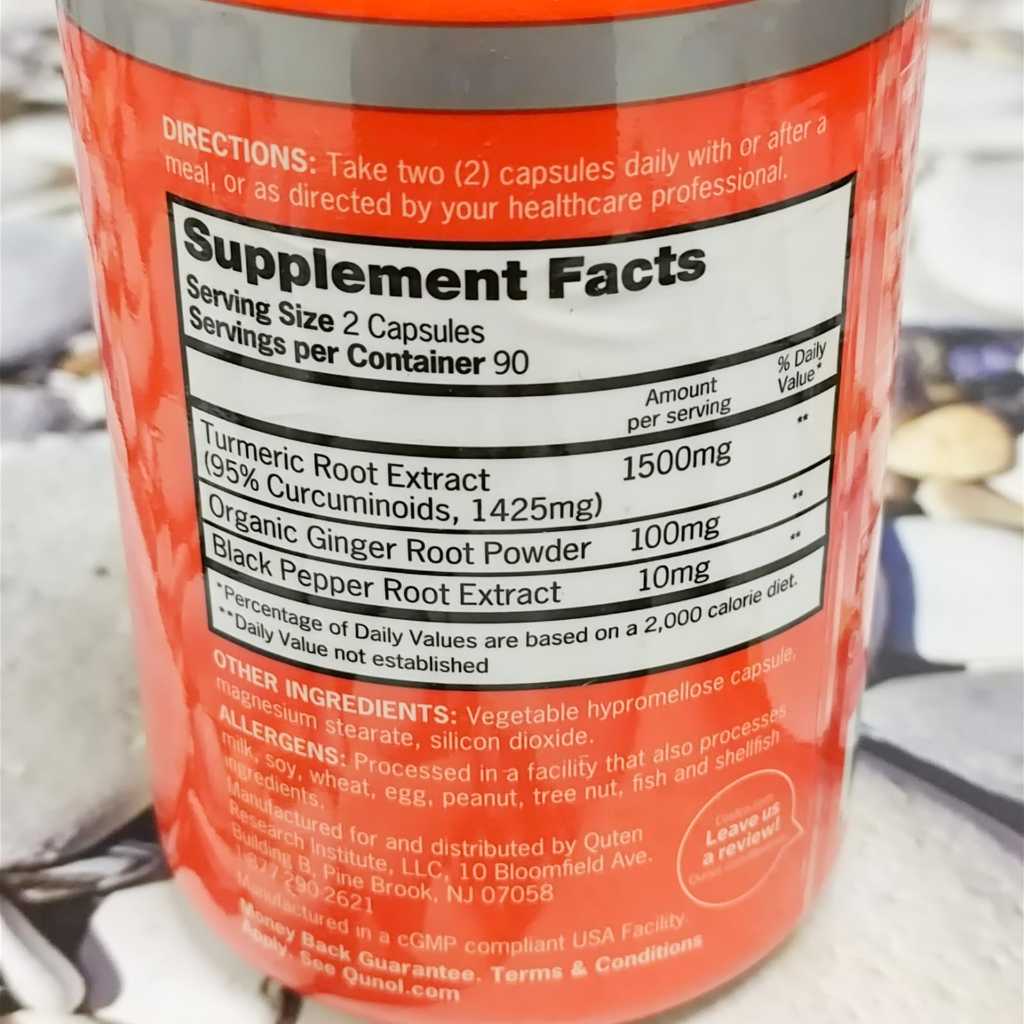 DIRECTIONS: Take two (2) capsules daily with or after a
meal, or as directed by your healthcare professional.
Supplement Facts
Serving Size 2 Capsules
Servings per Container 90
Amount
per serving
% Daily
Value*
Turmeric Root Extract
(95% Curcuminoids, 1425mg) 1500mg **
Organic Ginger Root Powder 100mg **
Black Pepper Root Extract 10mg **
*Percentage of Daily Values are based on a 2,000 calorie diet.
**Daily Value not established
OTHER INGREDIENTS: Vegetable hypromellose capsule,
magnesium stearate, silicon dioxide.
ALLERGENS: Processed in a facility that also processes
milk, soy, wheat, egg, peanut, tree nut, fish and shellfish
ingredients.
Manufactured for and distributed by Quten
Research Institute, LLC, 10 Bloomfield Ave.
Building B, Pine Brook, NJ 07058
1-877-290-2621
Manufactured in a cGMP compliant USA Facility
Money Back Guarantee. Terms & Conditions
Apply. See Qunol.com
Leave us
a review!